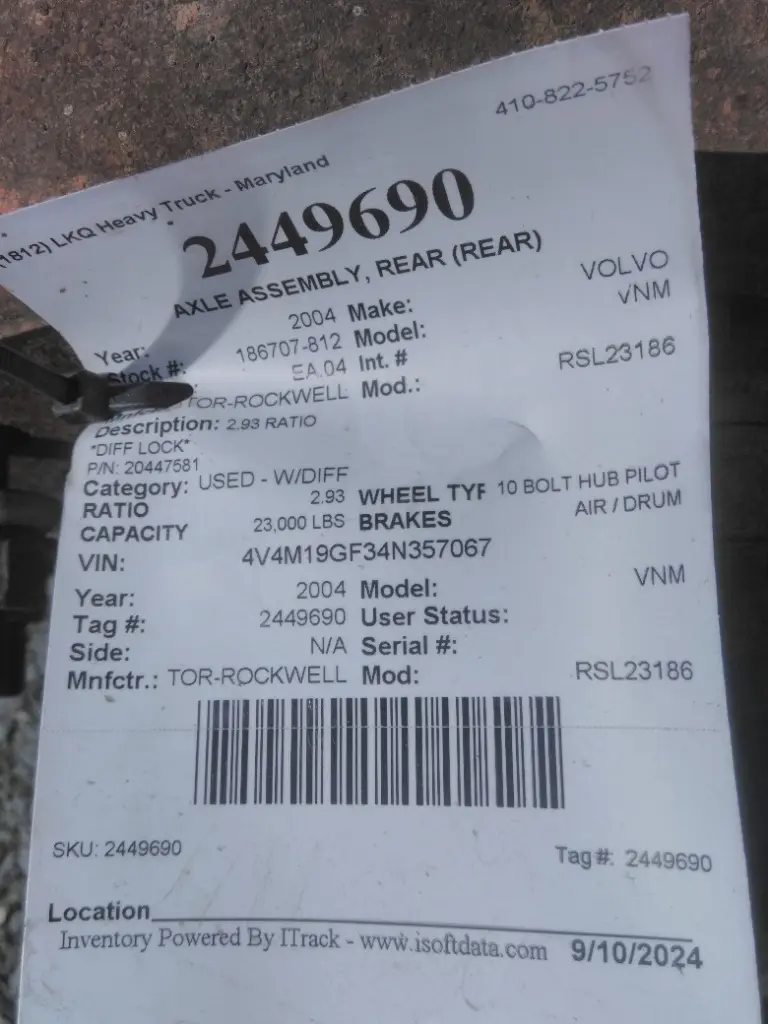 410-822-5752
(1812) LKQ Heavy Truck - Maryland
2449690
AXLE ASSEMBLY, REAR (REAR)
Year: 2004 Make: VOLVO
Stock #: 186707-812 Model: VNM
EA.04 Int. #
TOR-ROCKWELL Mod.: RSL23186
Description: 2.93 RATIO
*DIFF LOCK*
P/N: 20447581
Category: USED - W/DIFF
RATIO 2.93 WHEEL TYP 10 BOLT HUB PILOT
CAPACITY 23,000 LBS BRAKES AIR / DRUM
VIN: 4V4M19GF34N357067
Year: 2004 Model: VNM
Tag #: 2449690 User Status:
Side: N/A Serial #:
Mnfctr.: TOR-ROCKWELL Mod: RSL23186
SKU: 2449690 Tag#: 2449690
Location
Inventory Powered By ITrack - www.isoftdata.com 9/10/2024